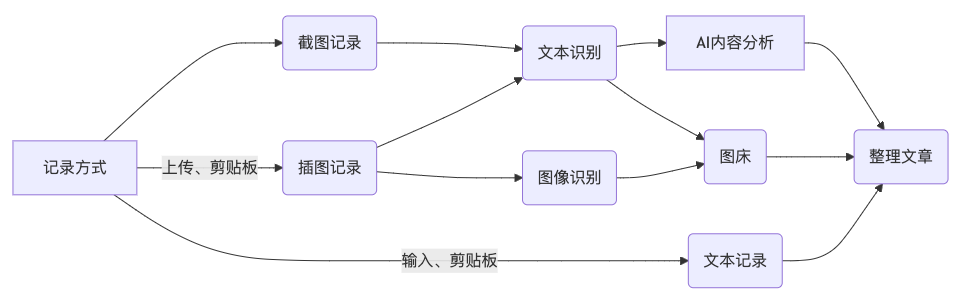 截图记录
文本识别
AI内容分析
记录方式
上传、剪贴板
插图记录
图像识别
图床
整理文章
输入、剪贴板
文本记录